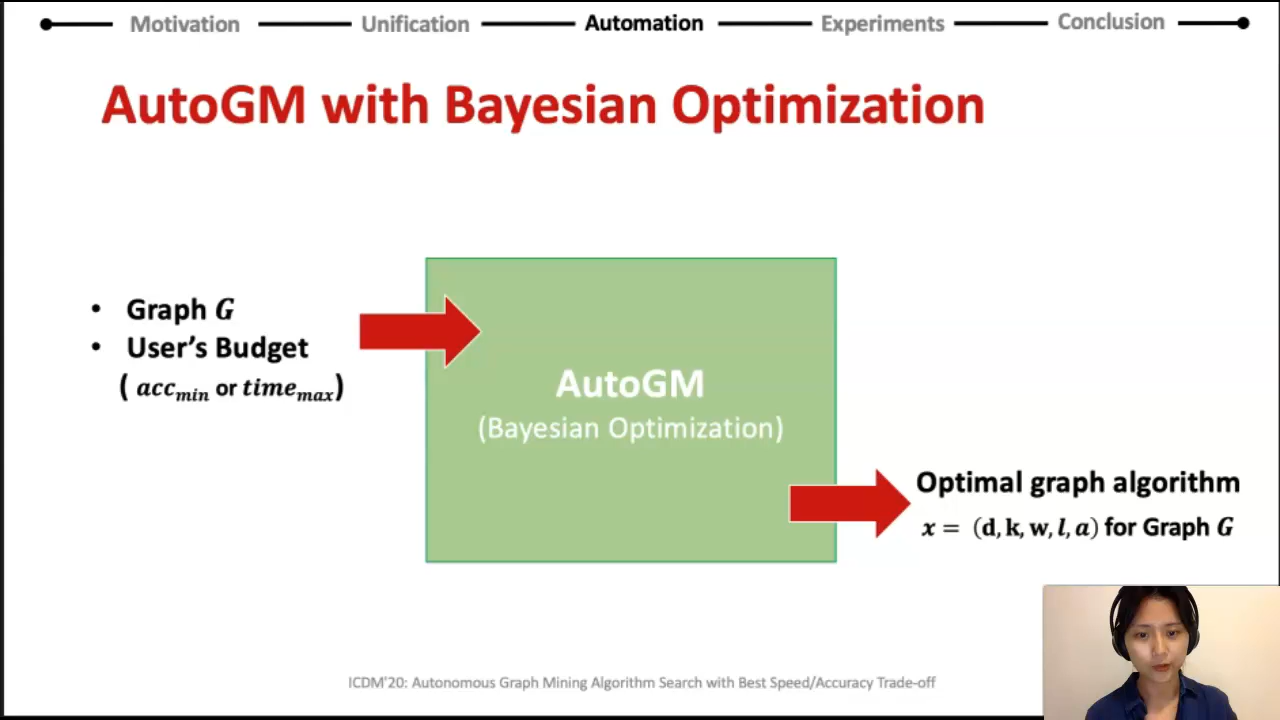 Motivation Unification Automation Experiments Conclusion
AutoGM with Bayesian Optimization
• Graph G
• User's Budget
( acc_min or time_max)
AutoGM
(Bayesian Optimization)
Optimal graph algorithm
x = (d, k, w, l, a) for Graph G
ICDM'20: Autonomous Graph Mining Algorithm Search with Best Speed/Accuracy Trade-off